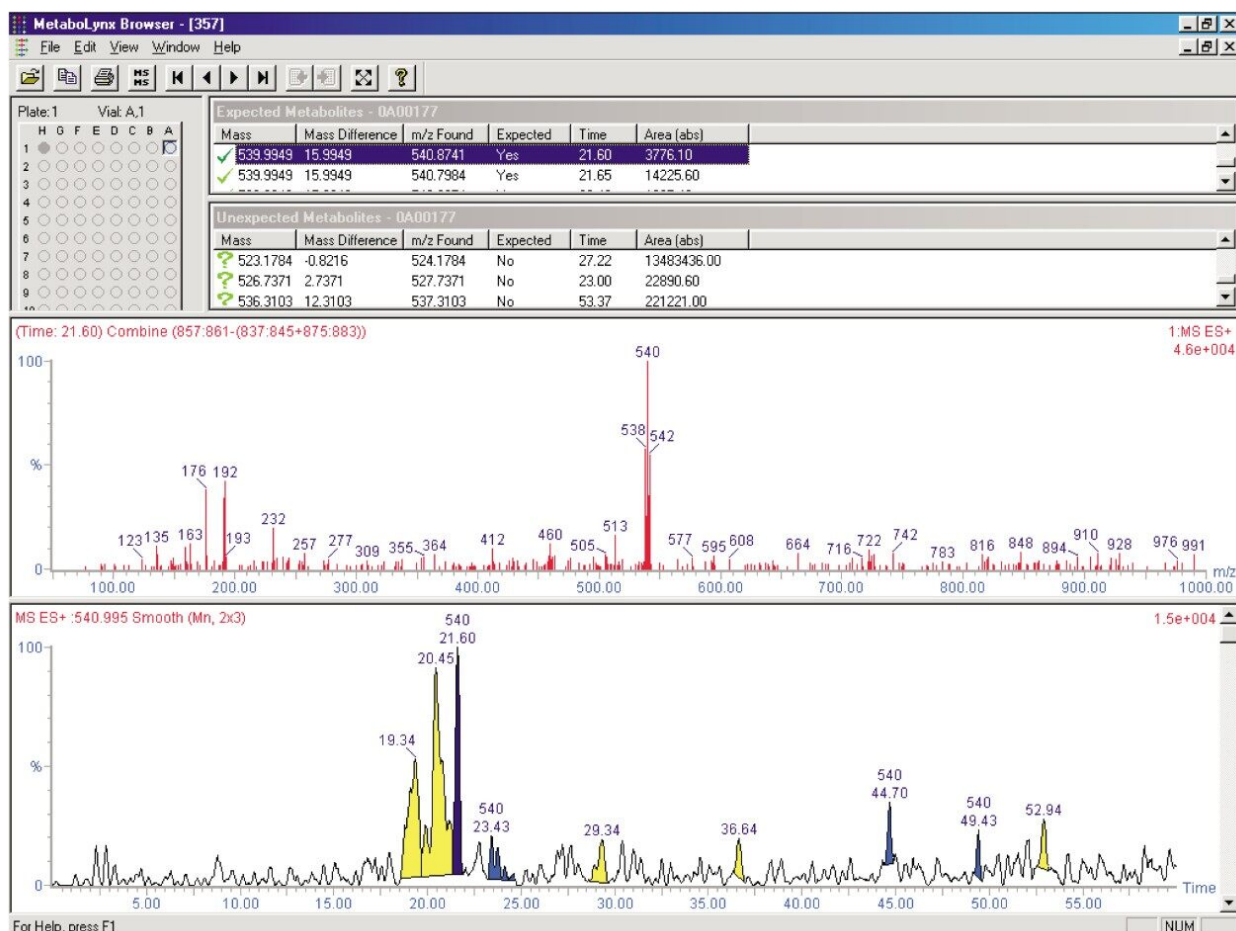 MetaboLynx Browser - [357]
File Edit View Window Help
MS
MS
Plate:1 Vial: A,1
H G F E D C B A
1
2
3
4
5
6
7
8
9
Expected Metabolites - 0A00177
Mass Mass Difference m/z Found Expected Time Area (abs)
539.9949 15.9949 540.8741 Yes 21.60 3776.10
539.9949 15.9949 540.7984 Yes 21.65 14225.60
Unexpected Metabolites - 0A00177
Mass Mass Difference m/z Found Expected Time Area (abs)
523.1784 -0.8216 524.1784 No 27.22 13483436.00
526.7371 2.7371 527.7371 No 23.00 22890.60
536.3103 12.3103 537.3103 No 53.37 221221.00
(Time: 21.60) Combine (857:861-(837:845+875:883)) 1:MS ES+
4.6e+004
540
100
538 542
%
176 192
232
123 135 163 193 257 277 309 355 364 412 460 505 513 577 595 608 664 716 722 742 783 816 848 894 910 928 976 991
0
m/z
100.00 200.00 300.00 400.00 500.00 600.00 700.00 800.00 900.00 1000.00
MS ES+ :540.995 Smooth (Mn, 2x3) 1.5e+004
540
21.60
100
20.45
19.34
%
540
44.70
540
23.43
29.34
36.64
540
49.43
52.94
0
Time
5.00 10.00 15.00 20.00 25.00 30.00 35.00 40.00 45.00 50.00 55.00
For Help, press F1 NUM